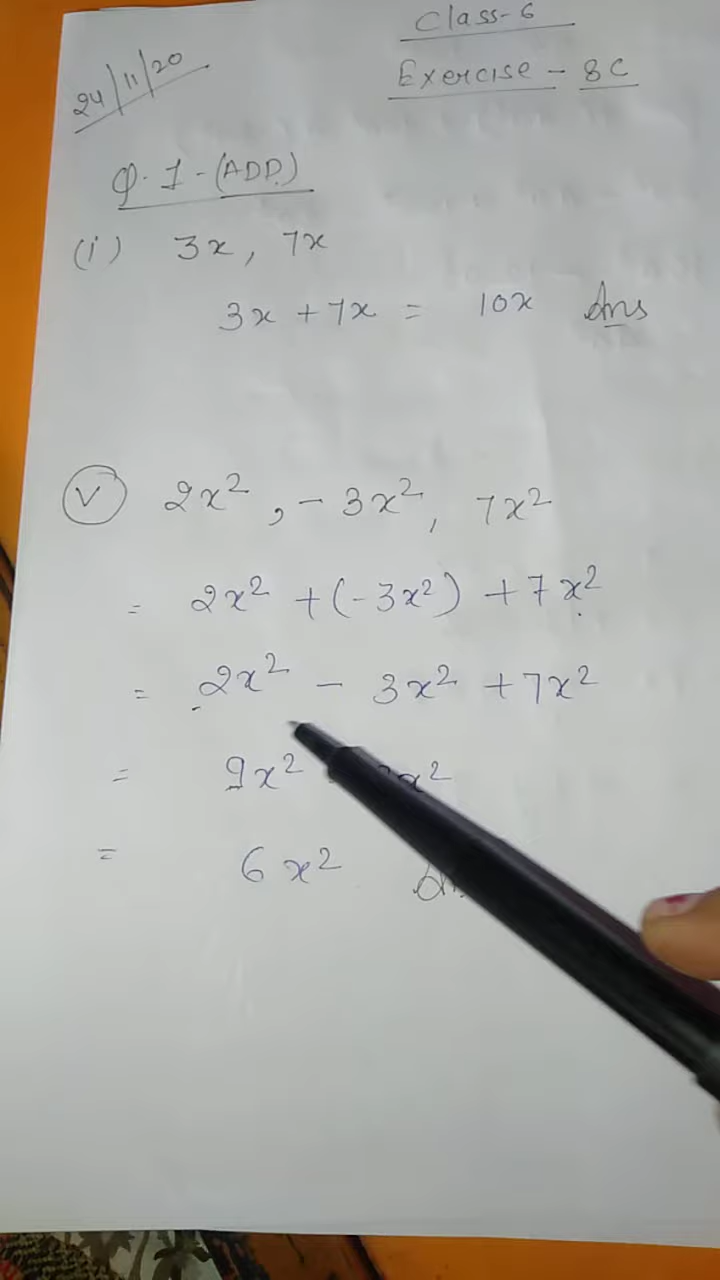 Class-6
24/11/20
Exercise - 8C
Q.1-(ADD)
(i) 3x, 7x
3x + 7x = 10x Ans
(V) 2x², - 3x², 7x²
= 2x² + (-3x²) + 7x²
= 2x² - 3x² + 7x²
= 9x² x²
= 6x²